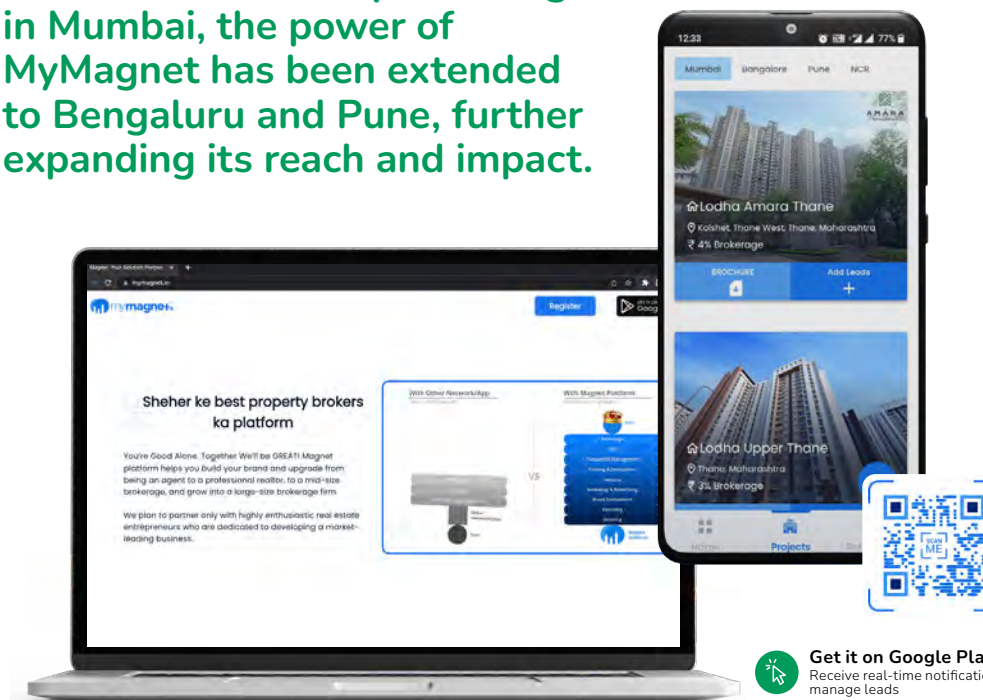 in Mumbai, the power of
MyMagnet has been extended
to Bengaluru and Pune, further
expanding its reach and impact.
12:33
77%
Mumbai Bangalore Pune NCR
AMARA
Lodha Amara Thane
Kolshet, Thane West, Thane, Maharashtra
₹ 4% Brokerage
BROCHURE Add Leads
Lodha Upper Thane
Thane, Maharashtra
₹ 3% Brokerage
Home Projects
SCAN
ME
mymagnet.in
mymagnet
Register
Sheher ke best property brokers
ka platform
You're Good Alone, Together We'll be GREAT! Magnet
platform helps you build your brand and upgrade from
being an agent to a professional realtor, to a mid-size
brokerage, and grow into a large-size brokerage firm.
We plan to partner only with highly enthusiastic real estate
entrepreneurs who are dedicated to developing a market-
leading business.
With Other Network/App
VS
With Magnet Platform
Get it on Google Pla
Receive real-time notificatio
manage leads